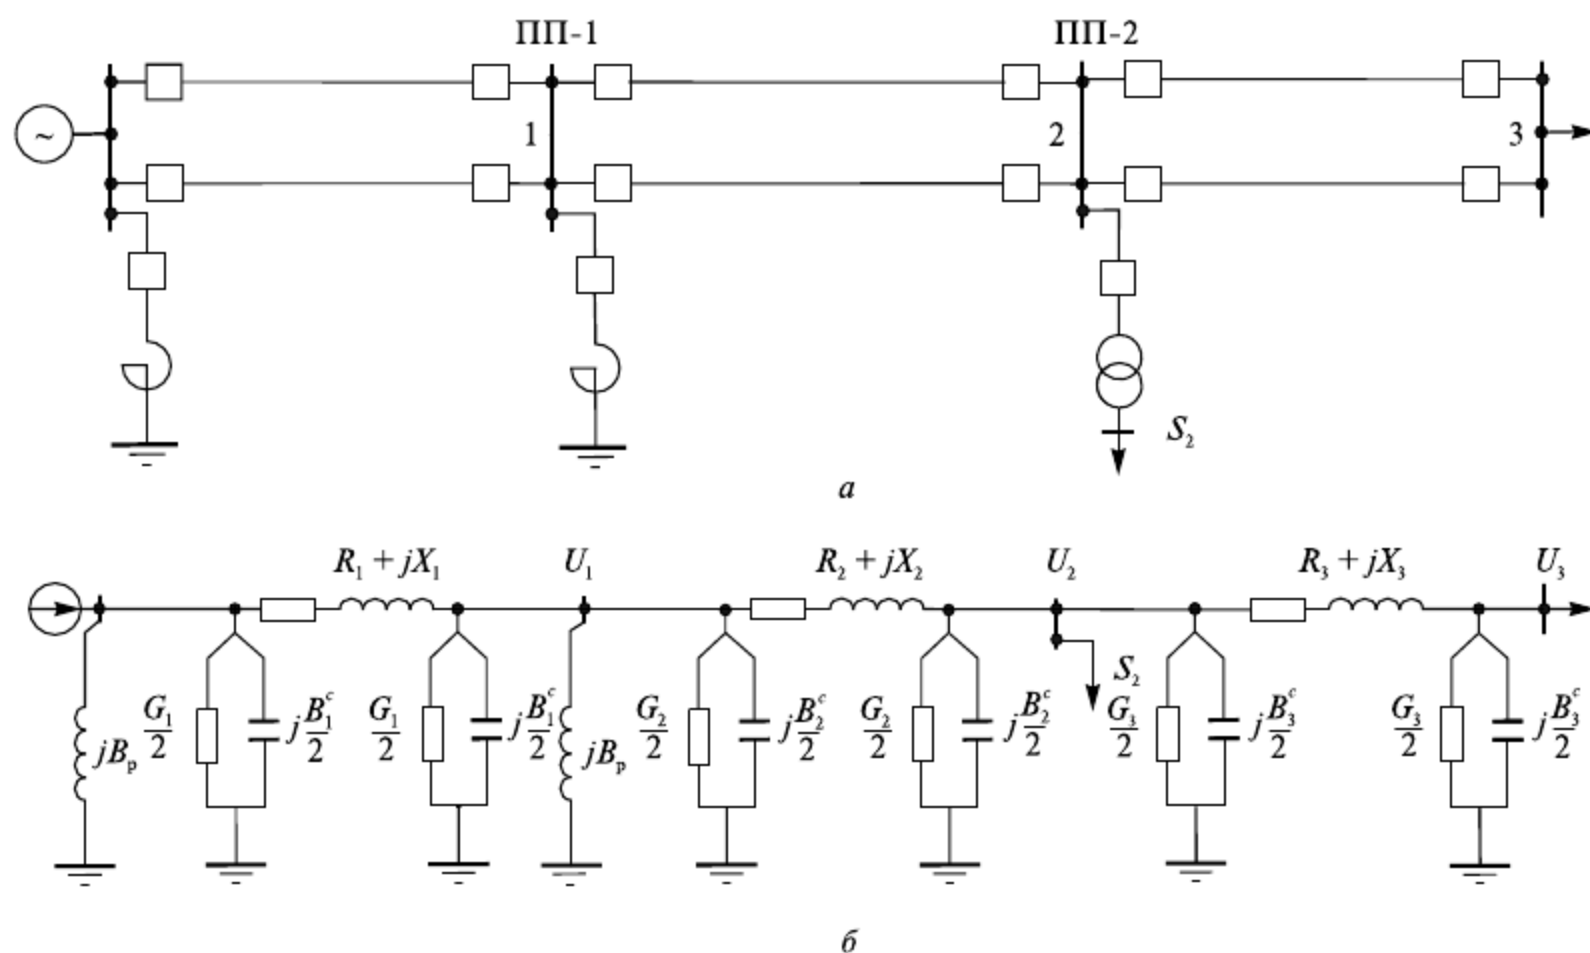 ПП-1 ПП-2
~ 1 2 3
S₂
а
R₁ + jX₁ U₁ R₂ + jX₂ U₂ R₃ + jX₃ U₃
S₂
jBₚ G₁/2 jB₁ᶜ/2 G₁/2 jB₁ᶜ/2 jBₚ G₂/2 jB₂ᶜ/2 G₂/2 jB₂ᶜ/2 G₃/2 jB₃ᶜ/2 G₃/2 jB₃ᶜ/2
б